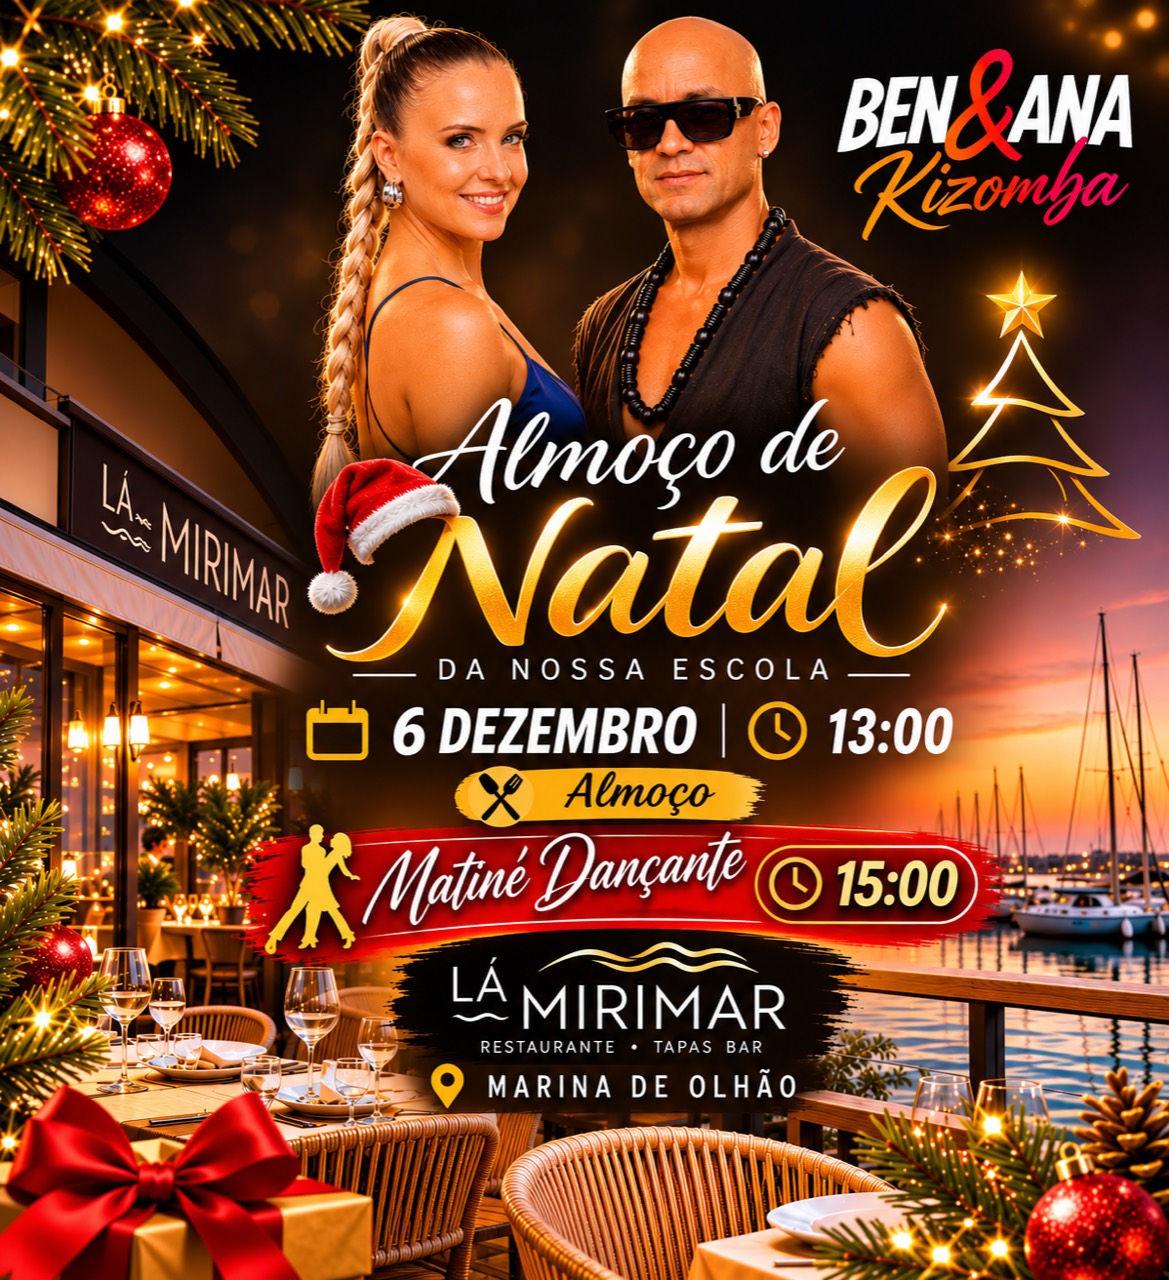 BEN&ANA
Kizomba
Almoço de
Natal
DA NOSSA ESCOLA
6 DEZEMBRO | 13:00
Almoço
Matiné Dançante 15:00
LÁ MIRIMAR
LÁ MIRIMAR
RESTAURANTE • TAPAS BAR
MARINA DE OLHÃO